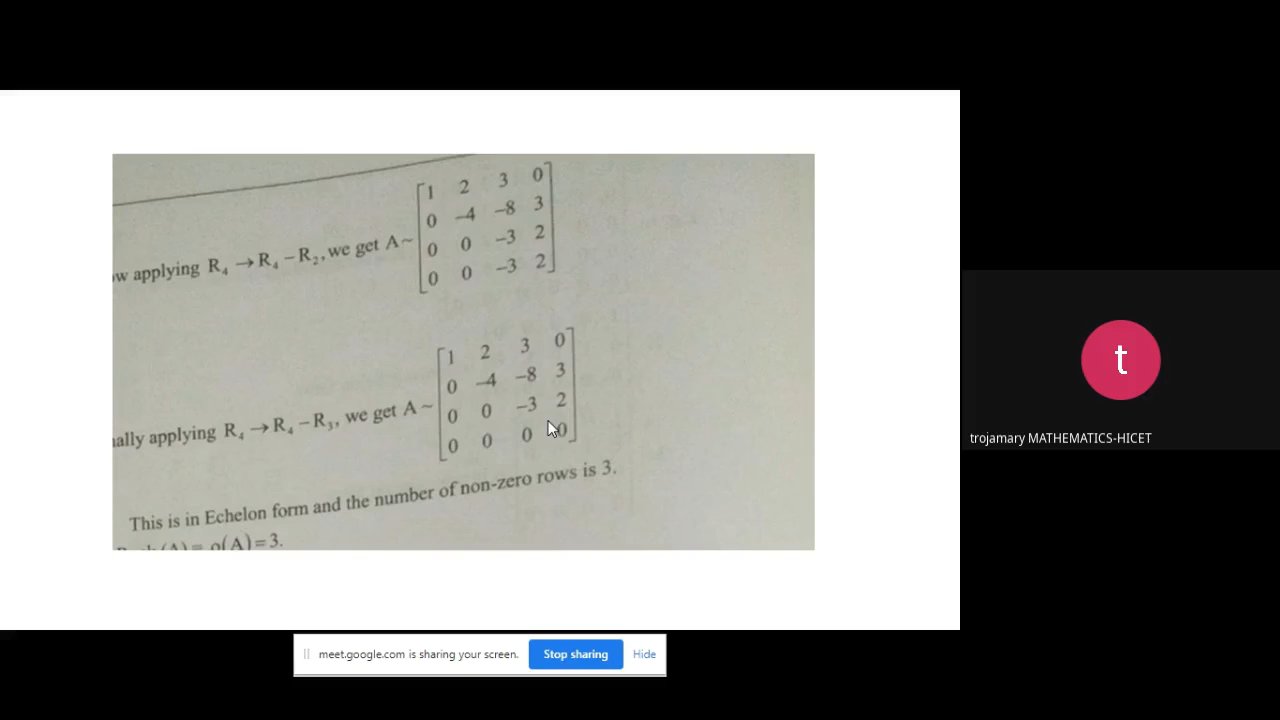 applying R₄ → R₄ − R₂, we get A ~ [1 2 3 0
0 −4 −8 3
0 0 −3 2
0 0 −3 2]
applying R₄ → R₄ − R₃, we get A ~ [1 2 3 0
0 −4 −8 3
0 0 −3 2
0 0 0 0]
This is in Echelon form and the number of non-zero rows is 3.
ρ(A) = 3.
t
trojamary MATHEMATICS-HICET
meet.google.com is sharing your screen. Stop sharing Hide